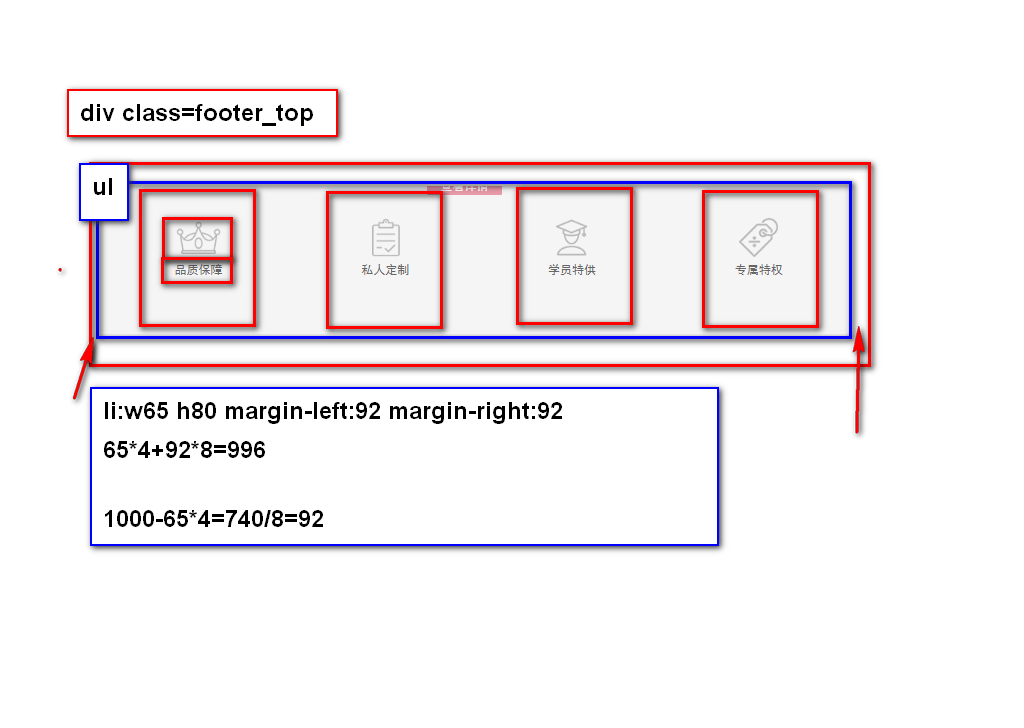 div class=footer_top
ul
品质保障
私人定制
学员特供
专属特权
li:w65 h80 margin-left:92 margin-right:92
65*4+92*8=996
1000-65*4=740/8=92